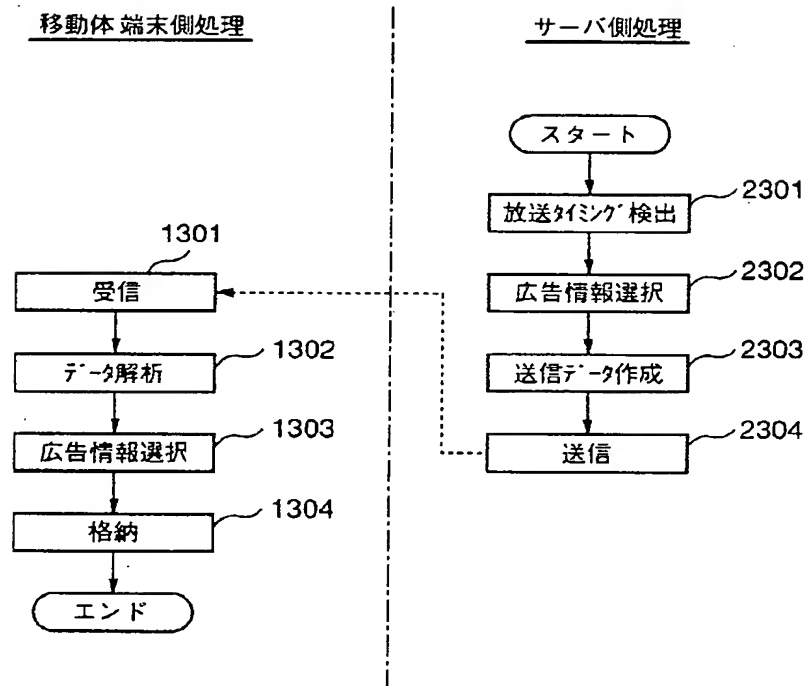 移動体端末側処理
サーバ側処理
スタート
2301
放送ﾀｲﾐﾝｸﾞ検出
2302
広告情報選択
2303
送信ﾃﾞｰﾀ作成
2304
送信
1301
受信
1302
ﾃﾞｰﾀ解析
1303
広告情報選択
1304
格納
エンド